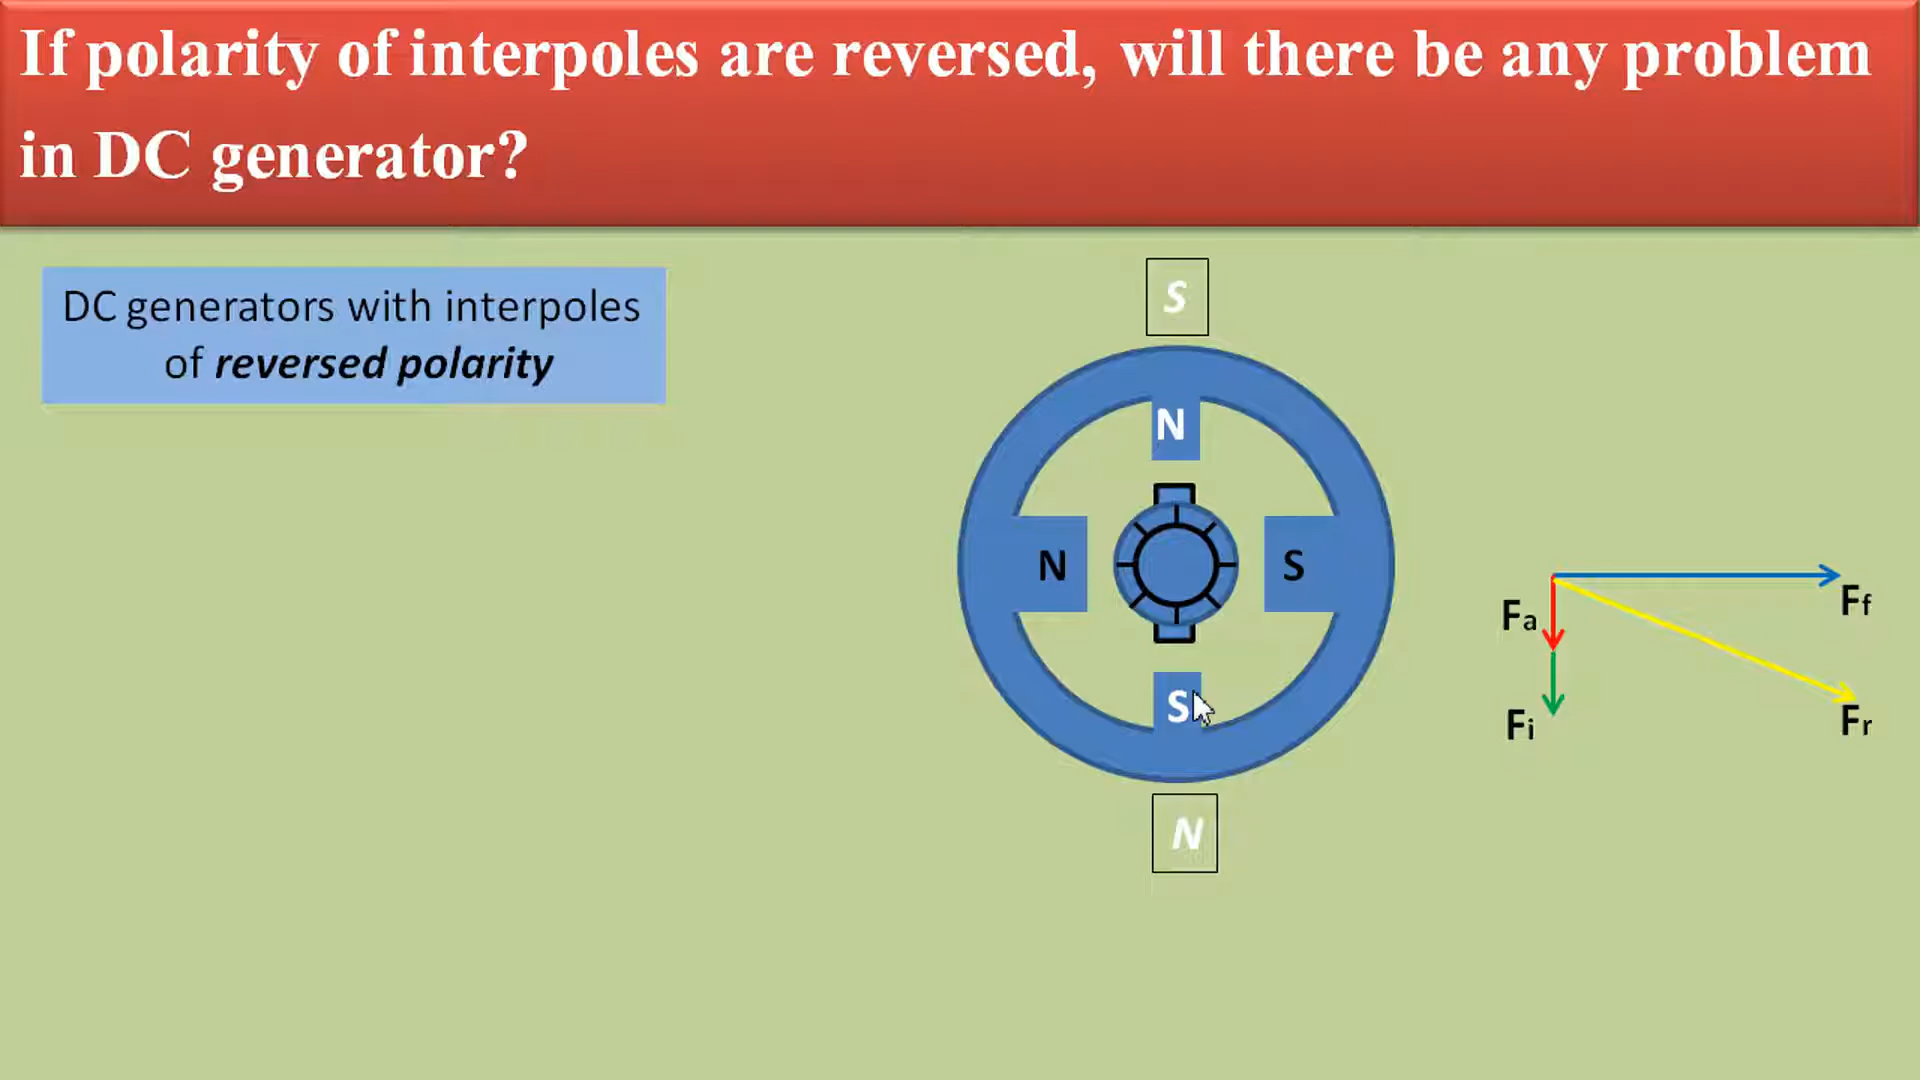 If polarity of interpoles are reversed, will there be any problem
in DC generator?
DC generators with interpoles
of reversed polarity
S
N
N
S
S
N
Fa
Ff
Fi
Fr